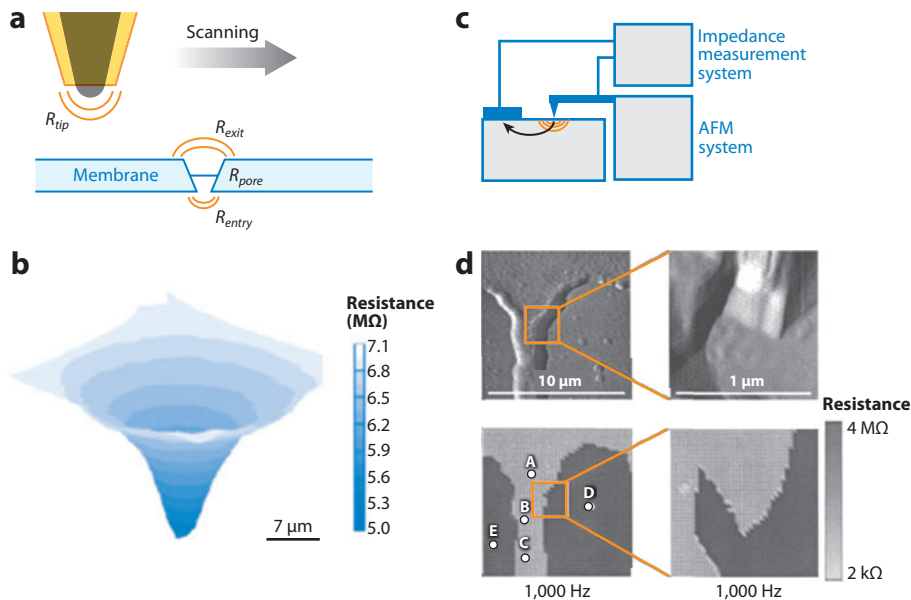 a
Scanning
R_tip
R_exit
Membrane
R_pore
R_entry
b
Resistance
(MΩ)
7.1
6.8
6.5
6.2
5.9
5.6
5.3
5.0
7 μm
c
Impedance
measurement
system
AFM
system
d
10 μm
1 μm
Resistance
4 MΩ
2 kΩ
A
B
C
D
E
1,000 Hz
1,000 Hz